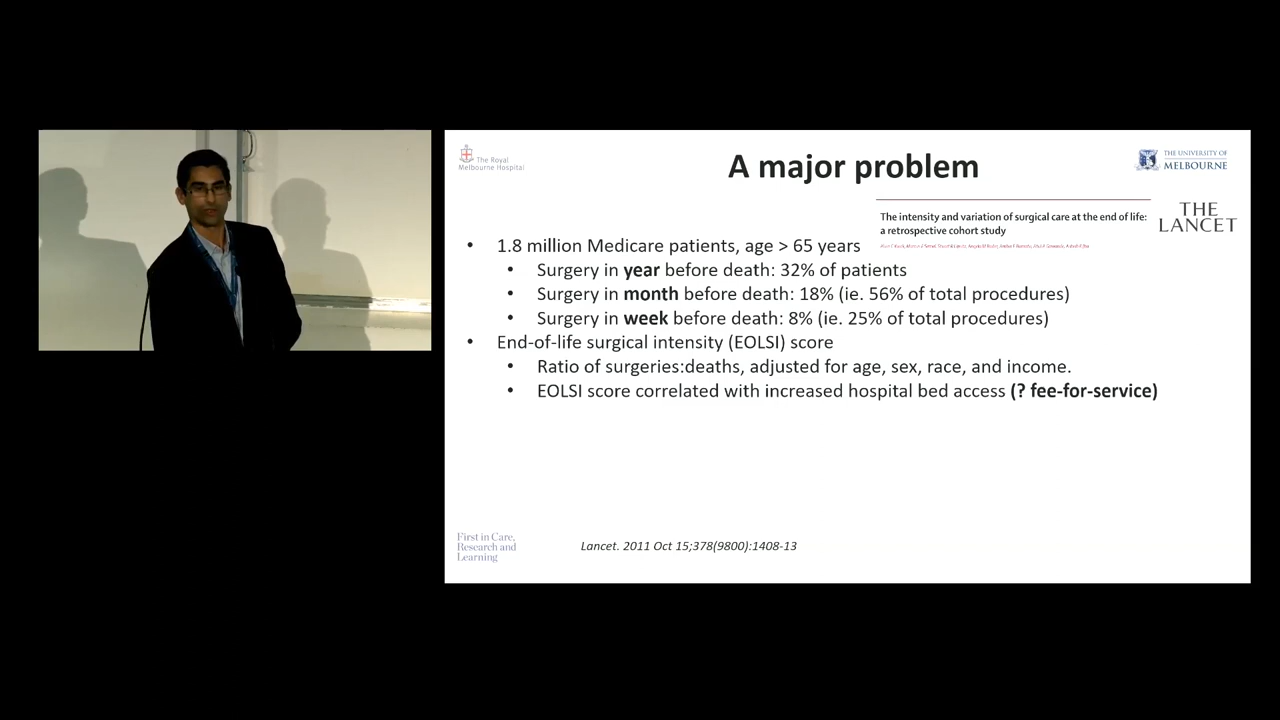 The Royal
Melbourne Hospital
A major problem
THE UNIVERSITY OF
MELBOURNE
The intensity and variation of surgical care at the end of life:
a retrospective cohort study
THE
LANCET
• 1.8 million Medicare patients, age > 65 years
• Surgery in year before death: 32% of patients
• Surgery in month before death: 18% (ie. 56% of total procedures)
• Surgery in week before death: 8% (ie. 25% of total procedures)
• End-of-life surgical intensity (EOLSI) score
• Ratio of surgeries:deaths, adjusted for age, sex, race, and income.
• EOLSI score correlated with increased hospital bed access (? fee-for-service)
First in Care,
Research and
Learning
Lancet. 2011 Oct 15;378(9800):1408-13